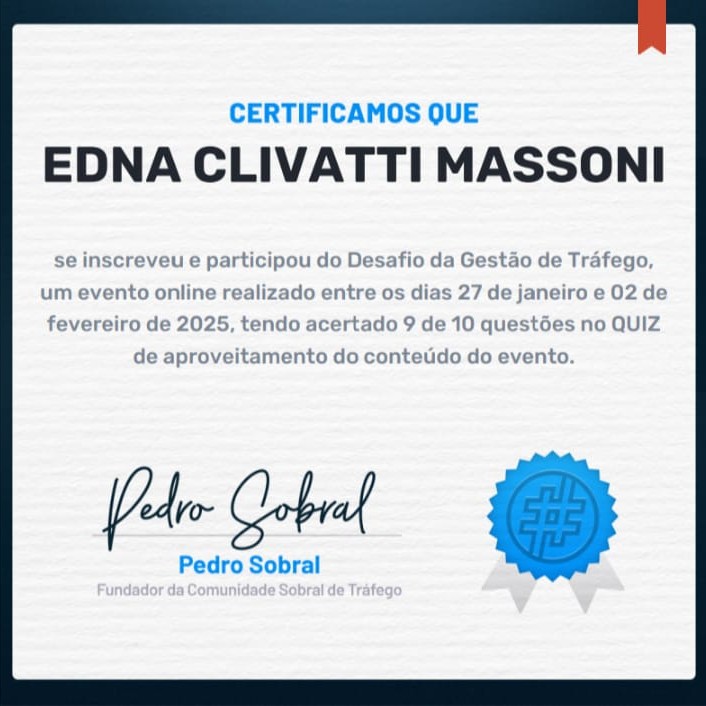 CERTIFICAMOS QUE
EDNA CLIVATTI MASSONI
se inscreveu e participou do Desafio da Gestão de Tráfego,
um evento online realizado entre os dias 27 de janeiro e 02 de
fevereiro de 2025, tendo acertado 9 de 10 questões no QUIZ
de aproveitamento do conteúdo do evento.
Pedro Sobral
Pedro Sobral
Fundador da Comunidade Sobral de Tráfego